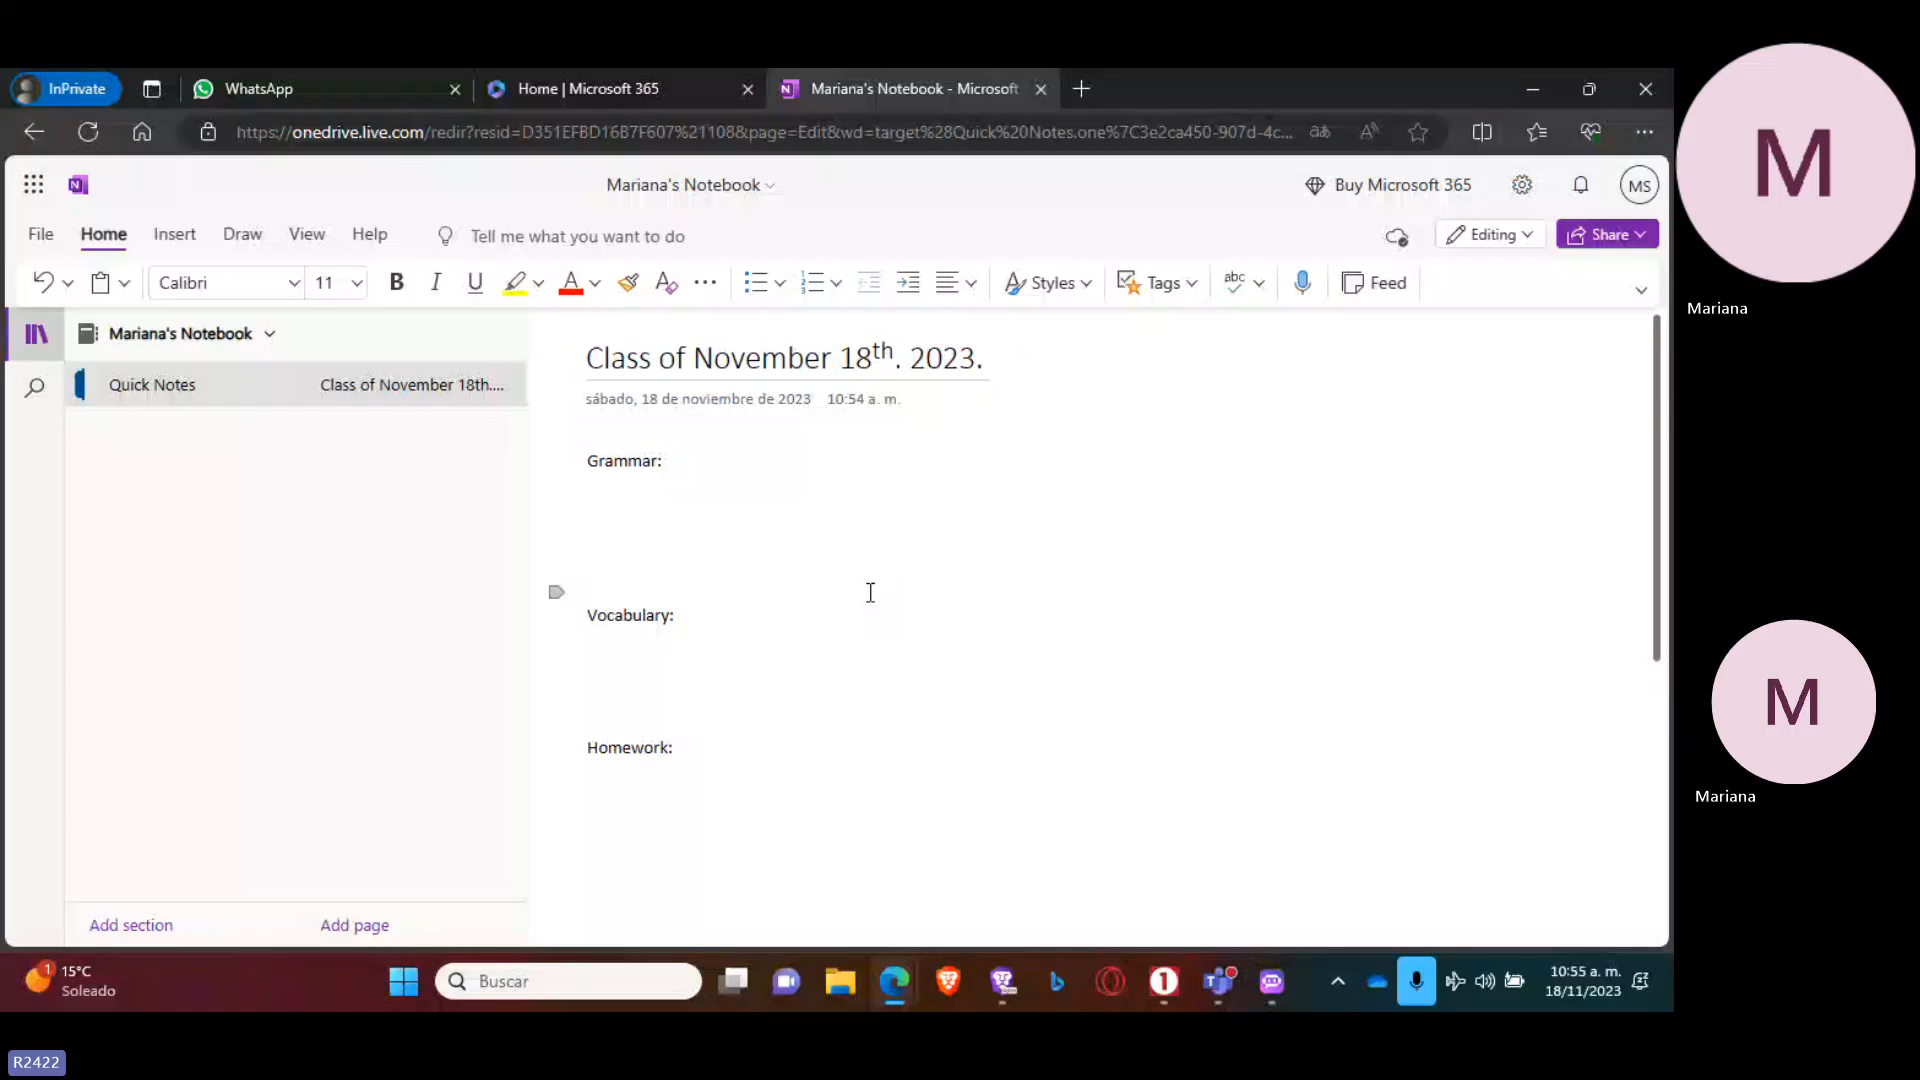 InPrivate
WhatsApp
Home | Microsoft 365
Mariana's Notebook - Microsoft
https://onedrive.live.com/redir?resid=D351EFBD16B7F607%21108&page=Edit&wd=target%28Quick%20Notes.one%7C3e2ca450-907d-4c...
Mariana's Notebook
Buy Microsoft 365
MS
File Home Insert Draw View Help
Tell me what you want to do
Editing
Share
Calibri 11 B I U A
Styles
Tags
abc
Feed
Mariana's Notebook
Quick Notes
Class of November 18th....
Class of November 18th. 2023.
sábado, 18 de noviembre de 2023 10:54 a. m.
Grammar:
Vocabulary:
Homework:
Add section
Add page
M
Mariana
M
Mariana
1
15°C
Soleado
Buscar
10:55 a. m.
18/11/2023
R2422